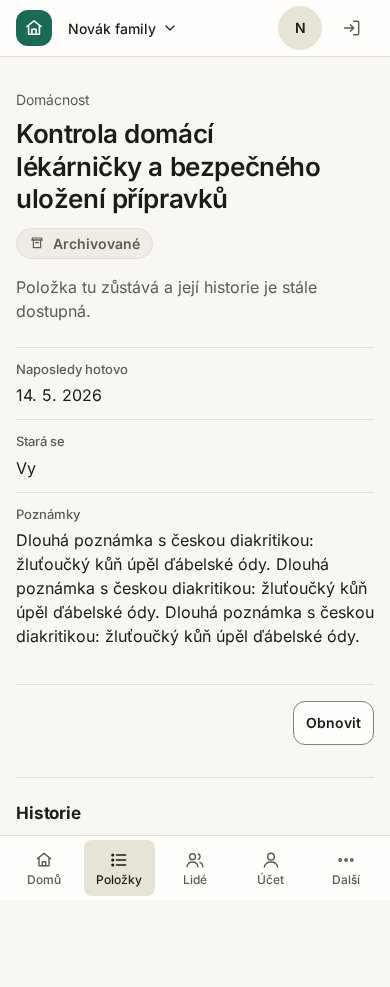 Novák family
N
Domácnost
Kontrola domácí
lékárničky a bezpečného
uložení přípravků
Archivované
Položka tu zůstává a její historie je stále
dostupná.
Naposledy hotovo
14. 5. 2026
Stará se
Vy
Poznámky
Dlouhá poznámka s českou diakritikou:
žluťoučký kůň úpěl ďábelské ódy. Dlouhá
poznámka s českou diakritikou: žluťoučký kůň
úpěl ďábelské ódy. Dlouhá poznámka s českou
diakritikou: žluťoučký kůň úpěl ďábelské ódy.
Obnovit
Historie
Domů
Položky
Lidé
Účet
Další